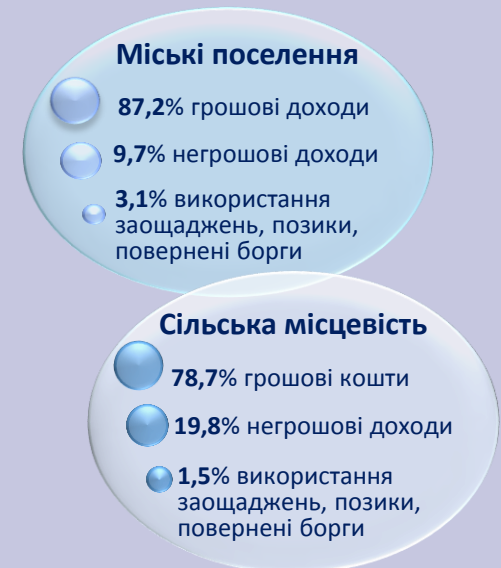 Міські поселення
87,2% грошові доходи
9,7% негрошові доходи
3,1% використання
заощаджень, позики,
повернені борги
Сільська місцевість
78,7% грошові кошти
19,8% негрошові доходи
1,5% використання
заощаджень, позики,
повернені борги